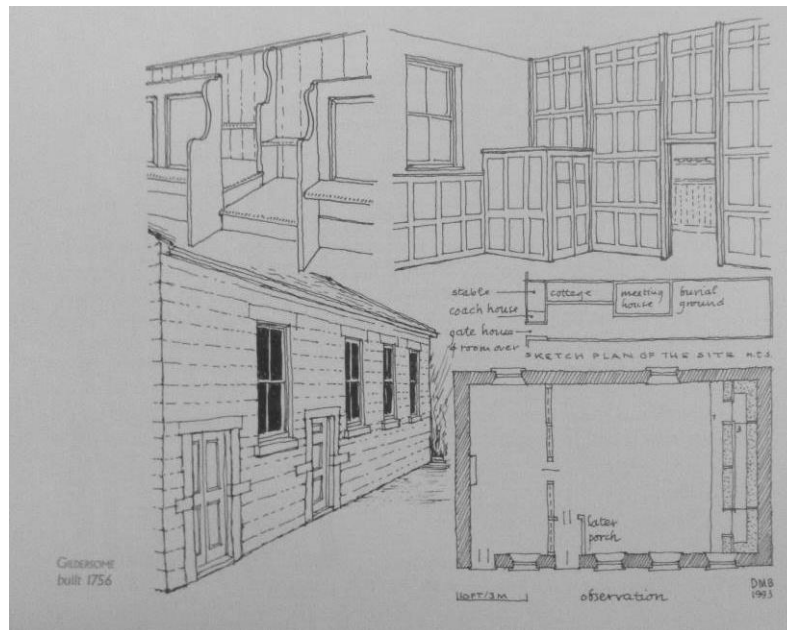 stable
coach house
gate house
& room over
cottage
meeting
house
burial
ground
SKETCH PLAN OF THE SITE N.T.S.
later
porch
10FT/3M
observation
DMB
1993
GILDERSOME
built 1756